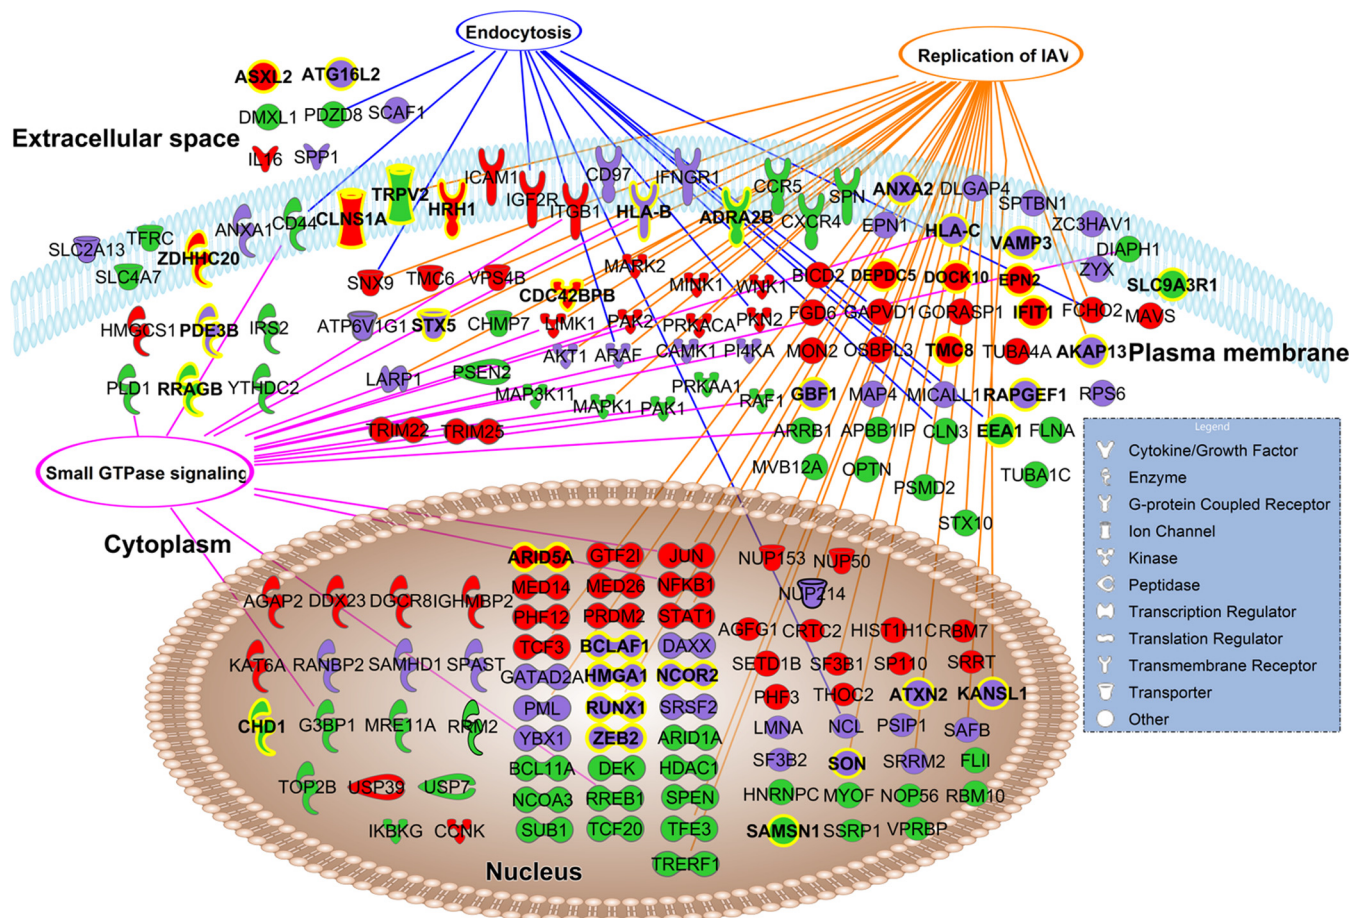 Endocytosis
Replication of IAV
ASXL2 ATG16L2
DMXL1 PDZD8 SCAF1
Extracellular space
IL16 SPP1
ICAM1 CD97 IFNGR1 CCR5 SPN ANXA2 DLGAP4
TRPV2 HRH1 IGF2R ITGB1 HLA-B ADRA2B CXCR4 EPN1 SPTBN1
ANXA1 CD44 CLNS1A HLA-C VAMP3 ZC3HAV1
SLC2A13 TFRC ZDHHC20 DIAPH1
SLC4A7 ZYX SLC9A3R1
SNX9 TMC6 VPS4B MARK2 MINK1 WNK1 BICD2 DEPDC5 DOCK10 EPN2
CDC42BPB
HMGCS1 PDE3B IRS2 ATP6V1G1 STX5 CHMP7 LIMK1 PAK2 PRKACA PKN2 FGD6 GAPVD1 GORASP1 IFIT1 FCHO2 MAVS
AKT1 ARAF CAMK1 PI4KA MON2 OSBPL3 TMC8 TUBA4A AKAP13 Plasma membrane
PLD1 RRAGB YTHDC2 LARP1 PSEN2 MAP3K11 MAPK1 PAK1 PRKAA1 RAF1 GBF1 MAP4 MICALL1 RAPGEF1 RPS6
TRIM22 TRIM25 ARRB1 APBB1IP CLN3 EEA1 FLNA
Small GTPase signaling
MVB12A OPTN PSMD2 TUBA1C
STX10
Legend
Cytokine/Growth Factor
Enzyme
G-protein Coupled Receptor
Ion Channel
Kinase
Peptidase
Transcription Regulator
Translation Regulator
Transmembrane Receptor
Transporter
Other
Cytoplasm
ARID5A GTF2I JUN NUP153 NUP50
AGAP2 DDX23 DGCR8 IGHMBP2 MED14 MED26 NFKB1 NUP214
PHF12 PRDM2 STAT1 AGFG1 CRTC2 HIST1H1C RBM7
KAT6A RANBP2 SAMHD1 SPAST TCF3 BCLAF1 DAXX SETD1B SF3B1 SP110 SRRT
GATAD2A HMGA1 NCOR2 PHF3 THOC2 ATXN2 KANSL1
CHD1 G3BP1 MRE11A RRM2 PML RUNX1 SRSF2 LMNA NCL PSIP1 SAFB
YBX1 ZEB2 ARID1A SF3B2 SON SRRM2 FLII
TOP2B USP39 USP7 BCL11A DEK HDAC1
NCOA3 RREB1 SPEN HNRNPC MYOF NOP56 RBM10
IKBKG CCNK SUB1 TCF20 TFE3 SAMSN1 SSRP1 VPRBP
TRERF1
Nucleus